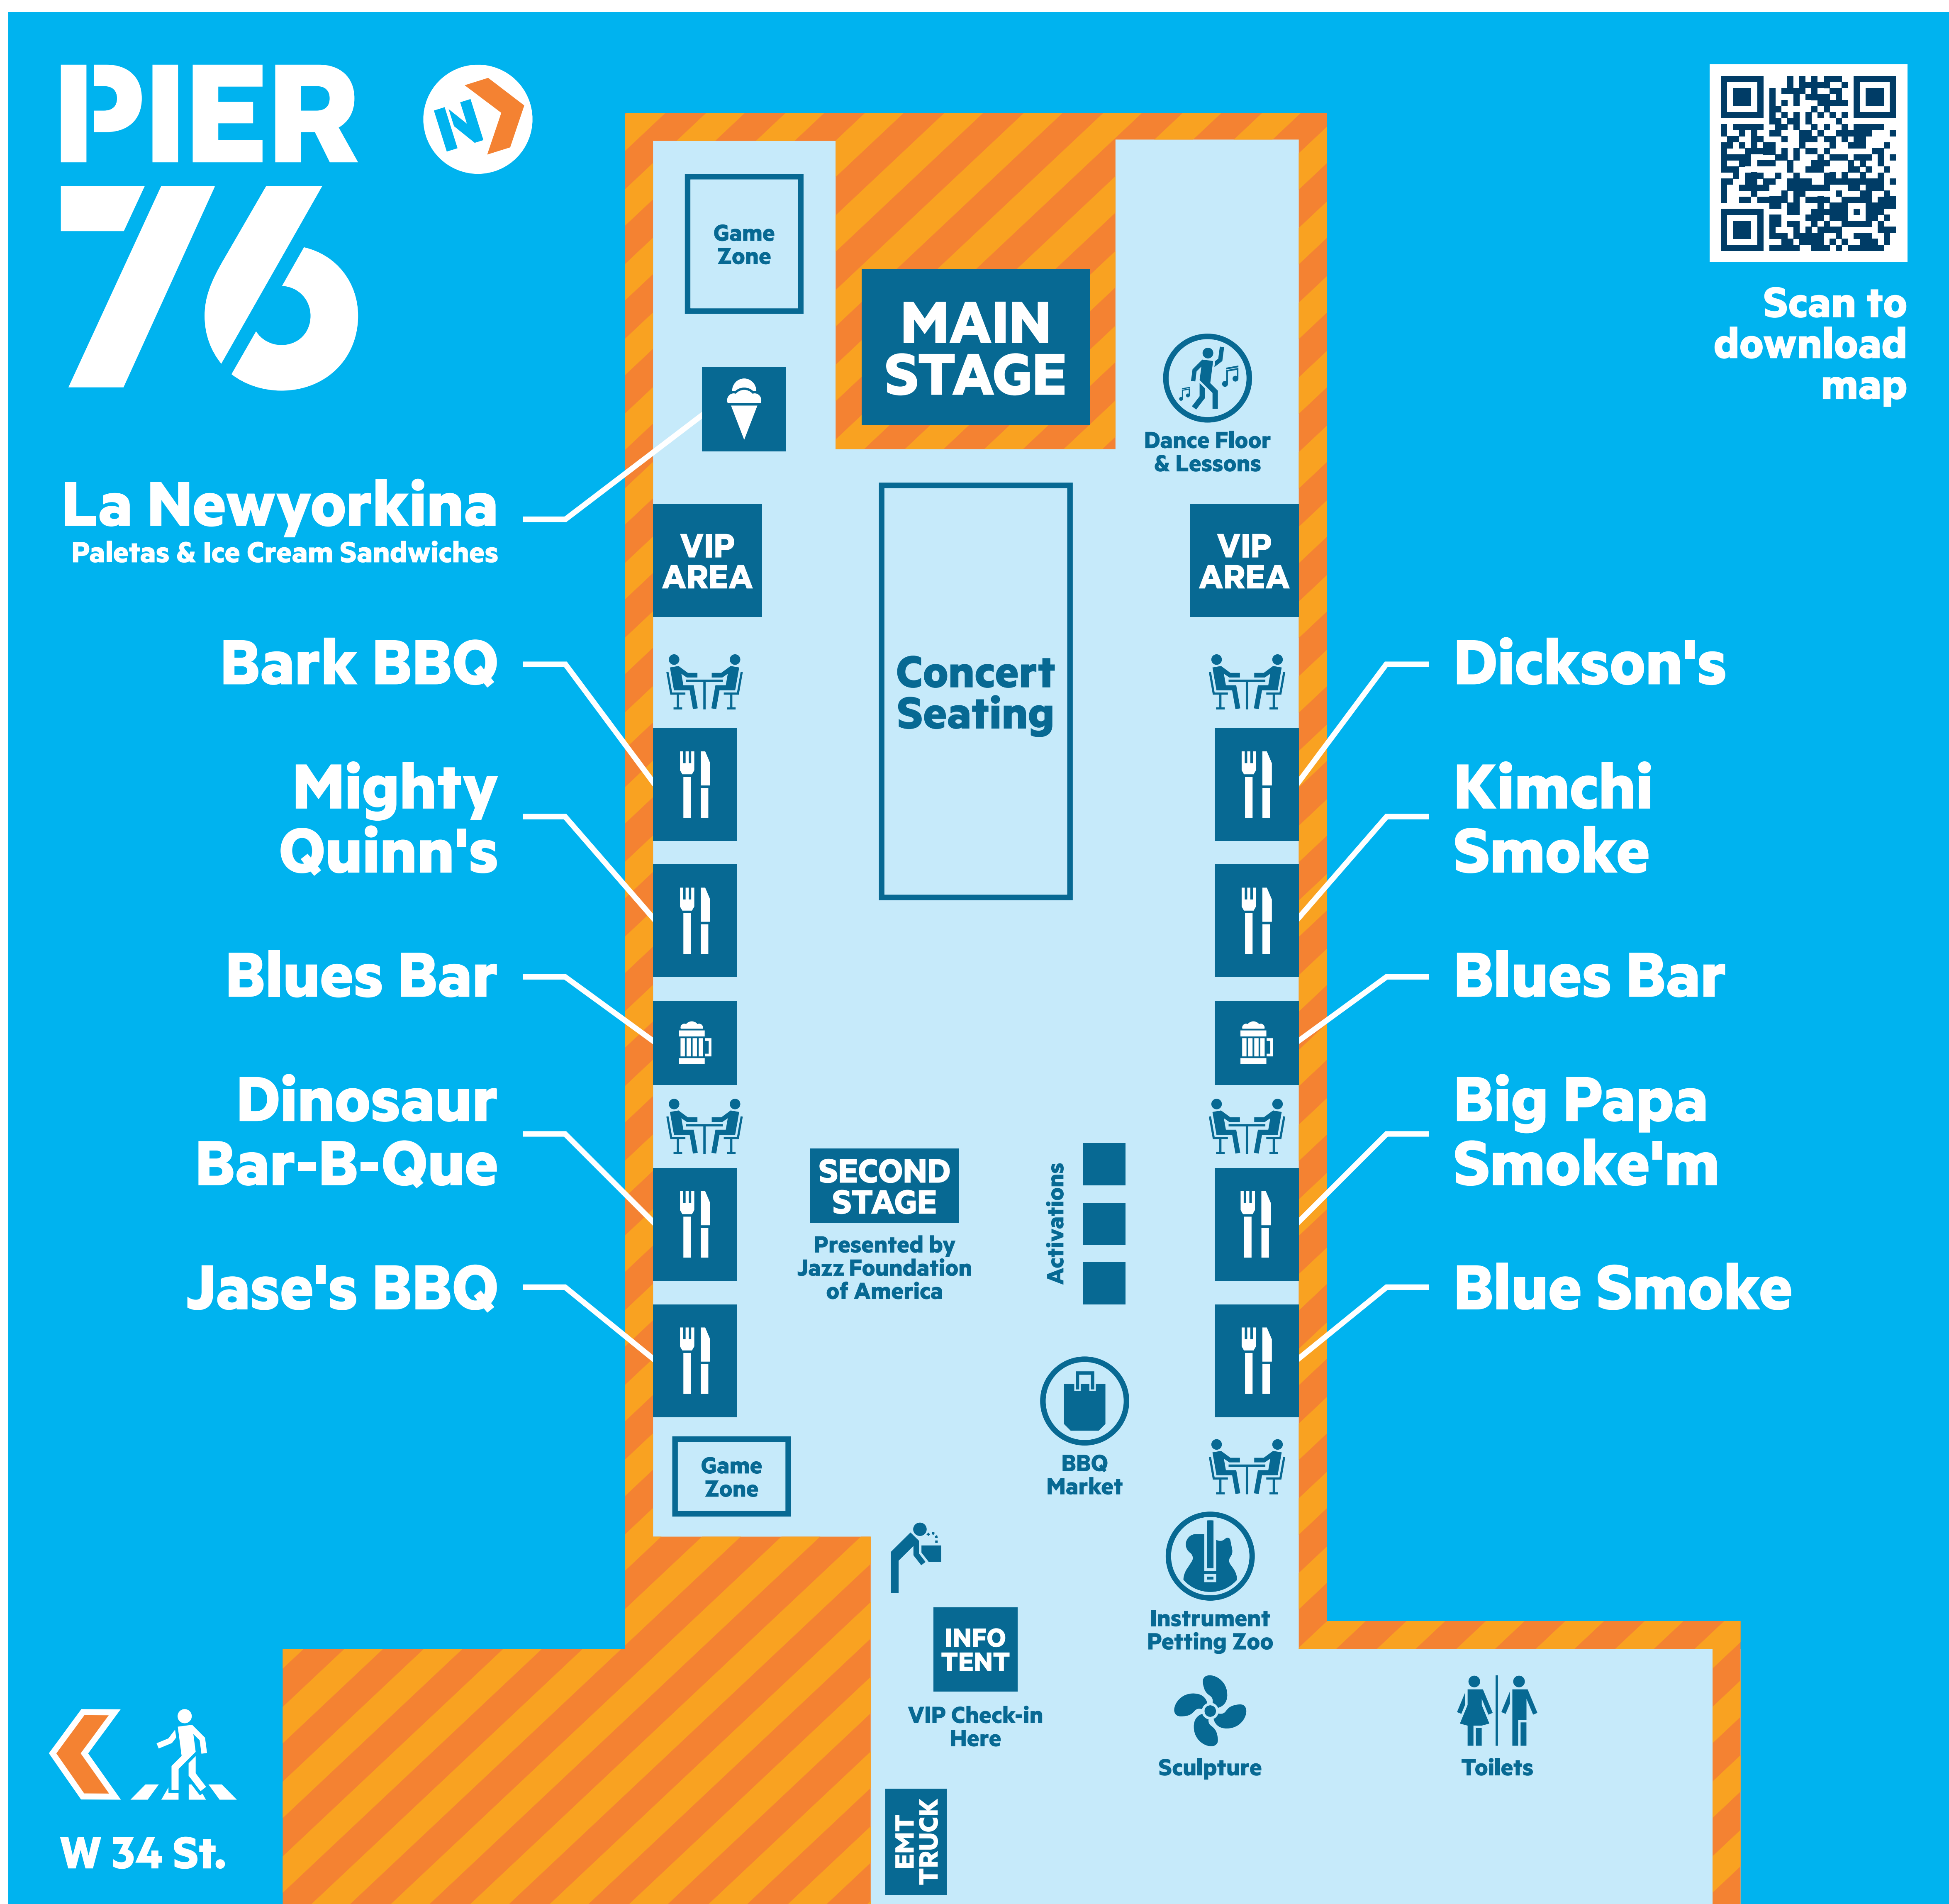 PIER
76
N
Scan to
download
map
Game
Zone
MAIN
STAGE
Dance Floor
& Lessons
La Newyorkina
Paletas & Ice Cream Sandwiches
VIP
AREA
VIP
AREA
Concert
Seating
Bark BBQ
Mighty
Quinn's
Blues Bar
Dinosaur
Bar-B-Que
Jase's BBQ
Dickson's
Kimchi
Smoke
Blues Bar
Big Papa
Smoke'm
Blue Smoke
SECOND
STAGE
Presented by
Jazz Foundation
of America
Activations
BBQ
Market
Game
Zone
Instrument
Petting Zoo
INFO
TENT
VIP Check-in
Here
Sculpture
Toilets
EMT
TRUCK
W 34 St.